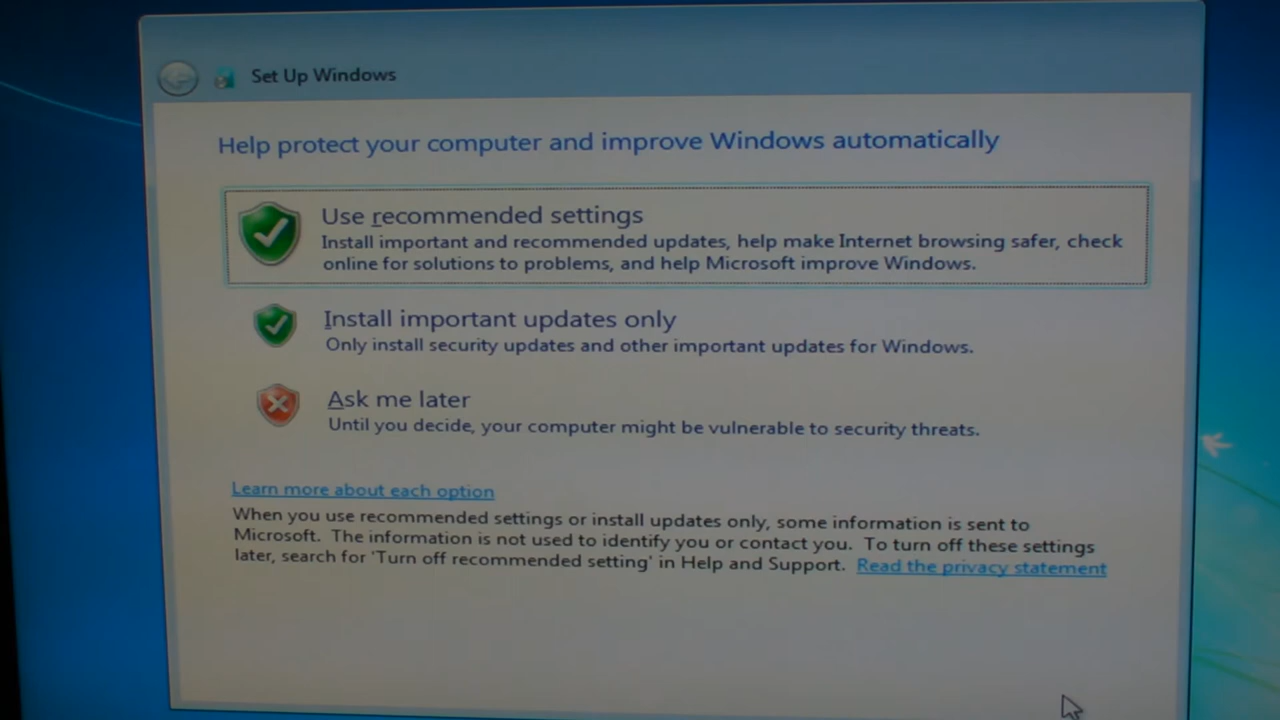 Set Up Windows
Help protect your computer and improve Windows automatically
Use recommended settings
Install important and recommended updates, help make Internet browsing safer, check
online for solutions to problems, and help Microsoft improve Windows.
Install important updates only
Only install security updates and other important updates for Windows.
Ask me later
Until you decide, your computer might be vulnerable to security threats.
Learn more about each option
When you use recommended settings or install updates only, some information is sent to
Microsoft. The information is not used to identify you or contact you. To turn off these settings
later, search for 'Turn off recommended setting' in Help and Support. Read the privacy statement